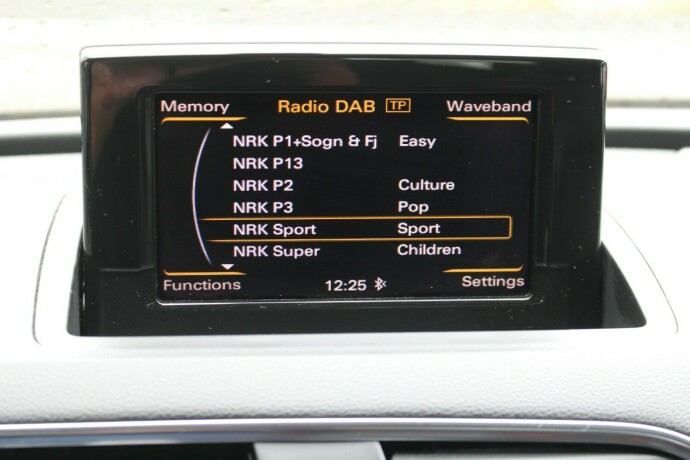 Memory Radio DAB TP Waveband
NRK P1+Sogn & Fj Easy
NRK P13
NRK P2 Culture
NRK P3 Pop
NRK Sport Sport
NRK Super Children
Functions 12:25 Settings